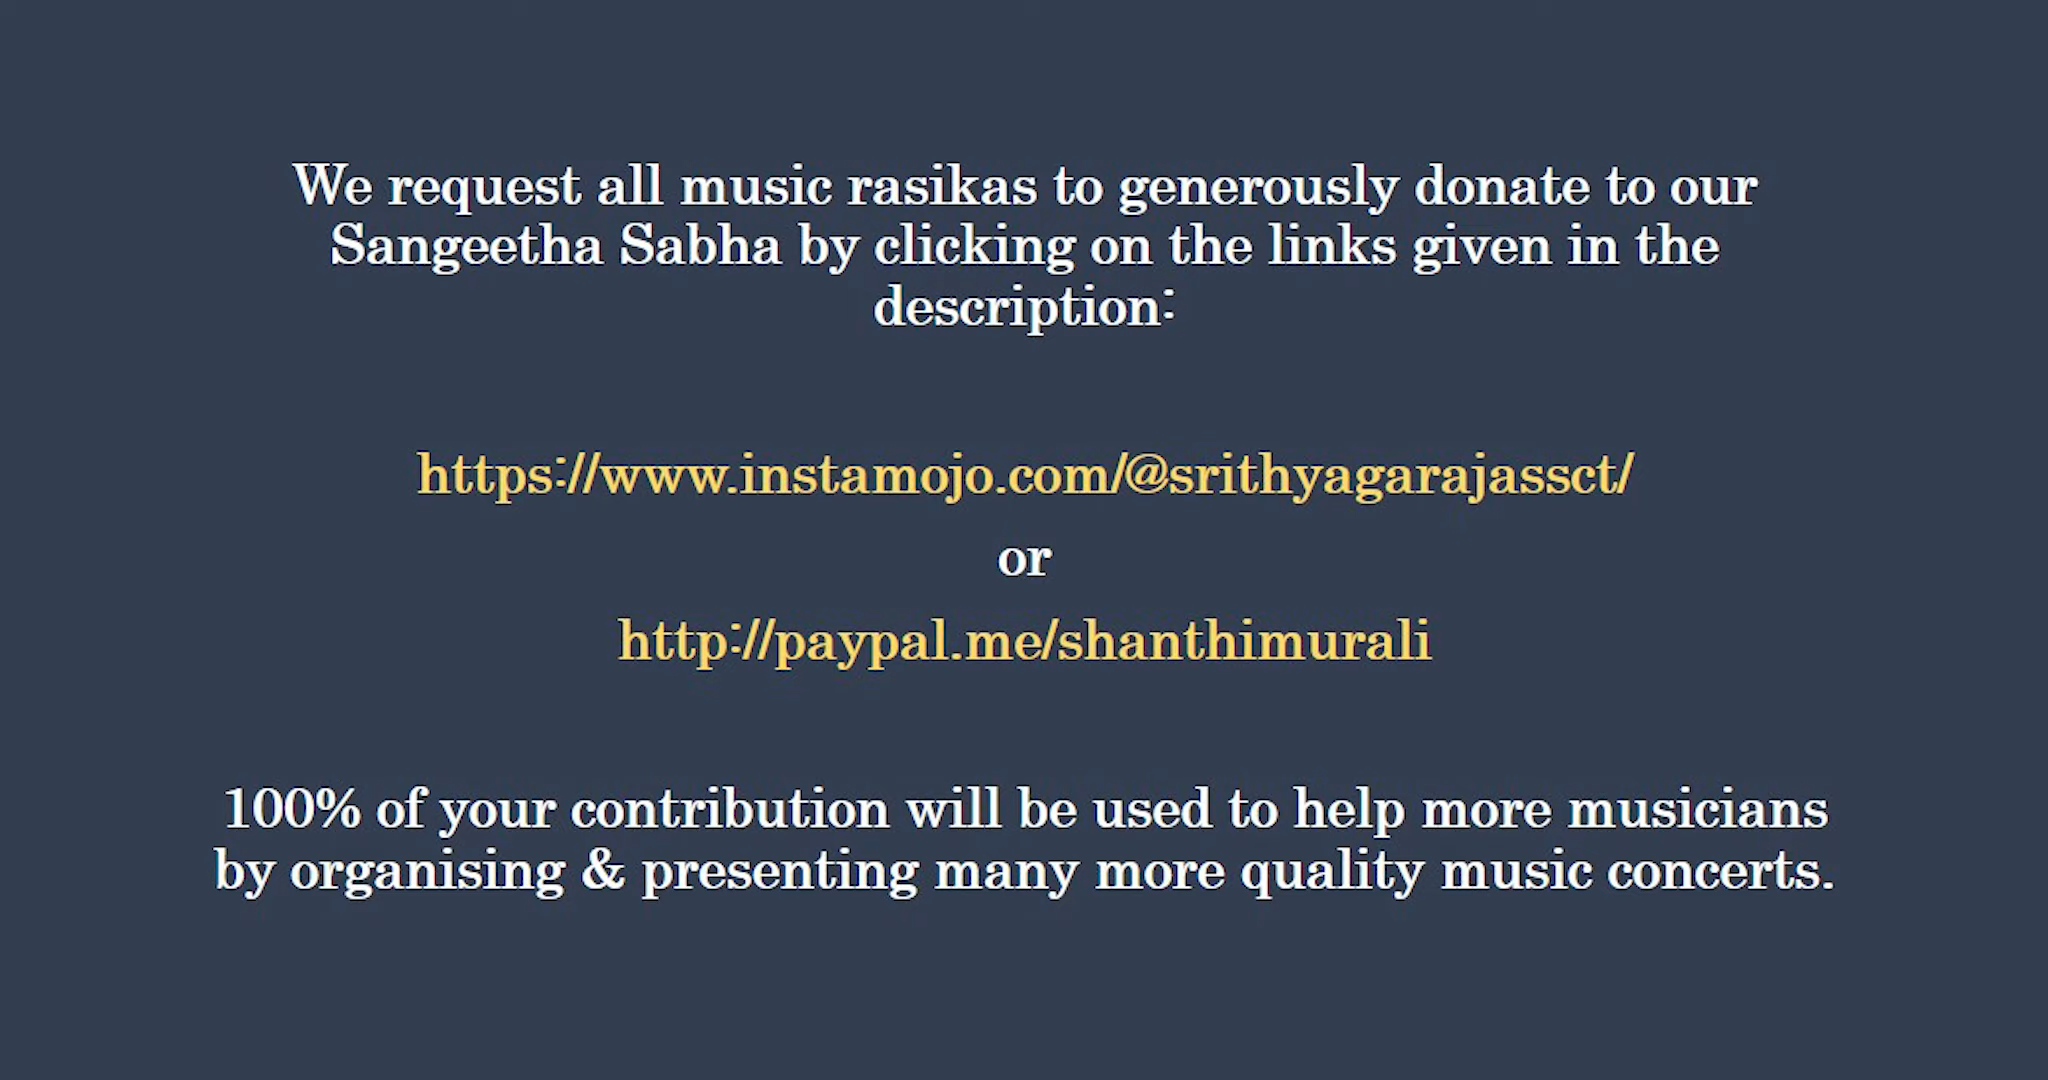 We request all music rasikas to generously donate to our
Sangeetha Sabha by clicking on the links given in the
description:
https://www.instamojo.com/@srithyagarajassct/
or
http://paypal.me/shanthimurali
100% of your contribution will be used to help more musicians
by organising & presenting many more quality music concerts.